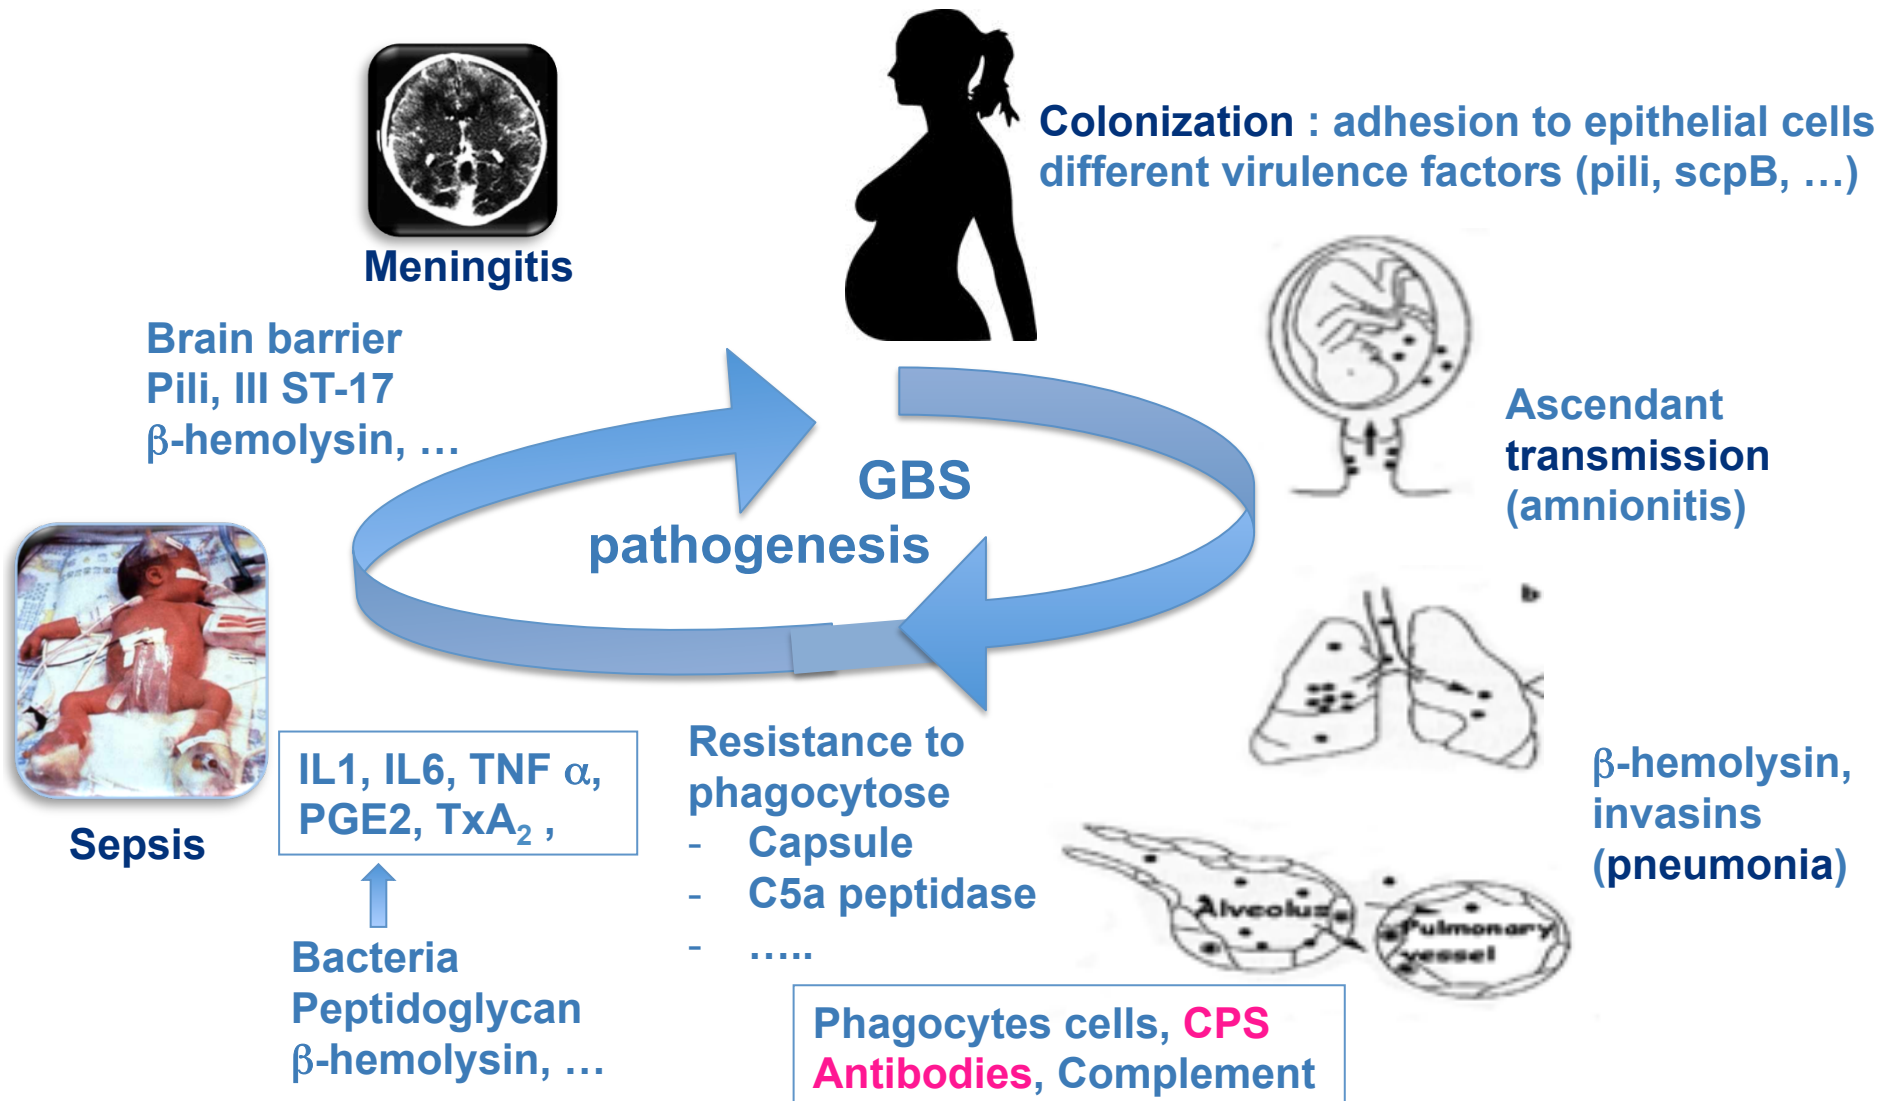 Colonization : adhesion to epithelial cells
different virulence factors (pili, scpB, …)
Meningitis
Brain barrier
Pili, III ST-17
β-hemolysin, …
Ascendant
transmission
(amnionitis)
GBS
pathogenesis
b
β-hemolysin,
invasins
(pneumonia)
Alveolus
Pulmonary
vessel
Resistance to
phagocytose
- Capsule
- C5a peptidase
- …..
Phagocytes cells, CPS
Antibodies, Complement
Sepsis
IL1, IL6, TNF α,
PGE2, TxA₂ ,
Bacteria
Peptidoglycan
β-hemolysin, …